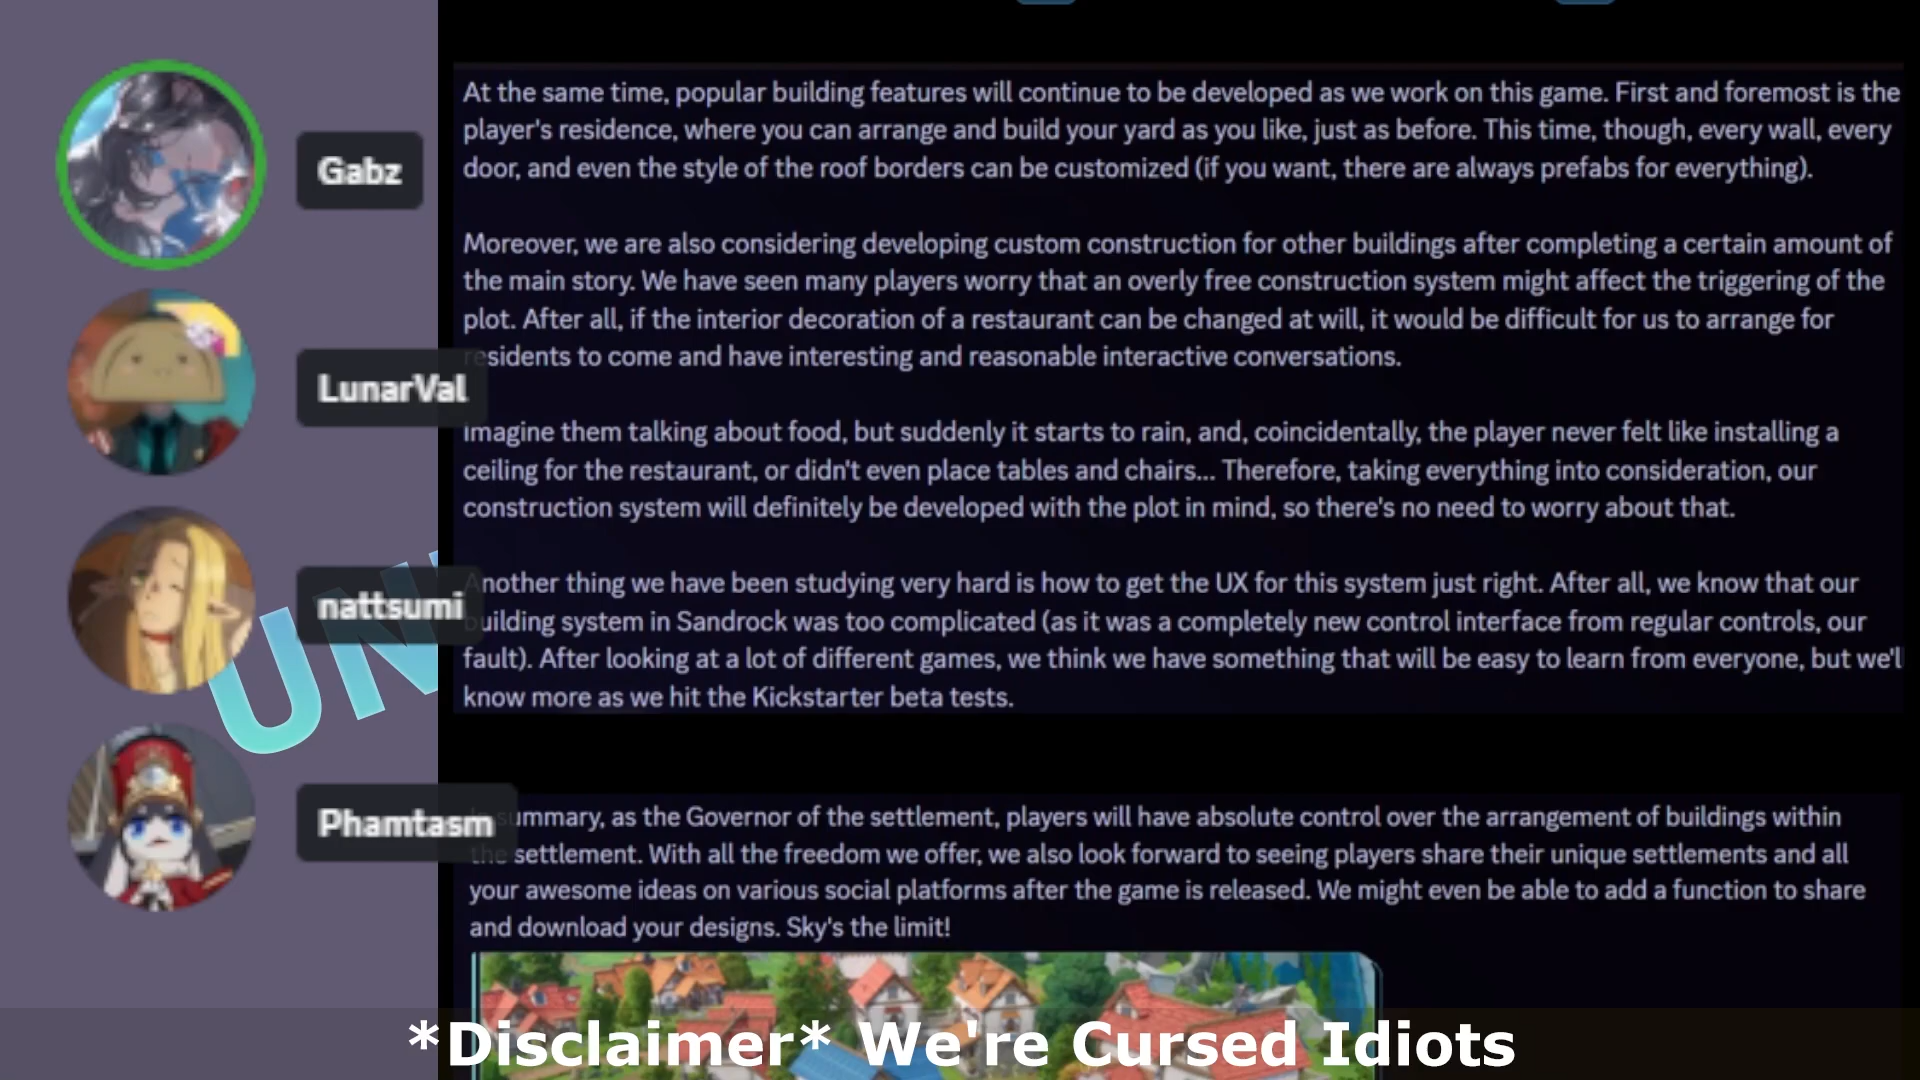 Gabz
LunarVal
nattsumi
Phamtasm
UN
At the same time, popular building features will continue to be developed as we work on this game. First and foremost is the
player's residence, where you can arrange and build your yard as you like, just as before. This time, though, every wall, every
door, and even the style of the roof borders can be customized (if you want, there are always prefabs for everything).
Moreover, we are also considering developing custom construction for other buildings after completing a certain amount of
the main story. We have seen many players worry that an overly free construction system might affect the triggering of the
plot. After all, if the interior decoration of a restaurant can be changed at will, it would be difficult for us to arrange for
residents to come and have interesting and reasonable interactive conversations.
Imagine them talking about food, but suddenly it starts to rain, and, coincidentally, the player never felt like installing a
ceiling for the restaurant, or didn't even place tables and chairs... Therefore, taking everything into consideration, our
construction system will definitely be developed with the plot in mind, so there's no need to worry about that.
Another thing we have been studying very hard is how to get the UX for this system just right. After all, we know that our
building system in Sandrock was too complicated (as it was a completely new control interface from regular controls, our
fault). After looking at a lot of different games, we think we have something that will be easy to learn from everyone, but we'l
know more as we hit the Kickstarter beta tests.
summary, as the Governor of the settlement, players will have absolute control over the arrangement of buildings within
the settlement. With all the freedom we offer, we also look forward to seeing players share their unique settlements and all
your awesome ideas on various social platforms after the game is released. We might even be able to add a function to share
and download your designs. Sky's the limit!
*Disclaimer* We're Cursed Idiots